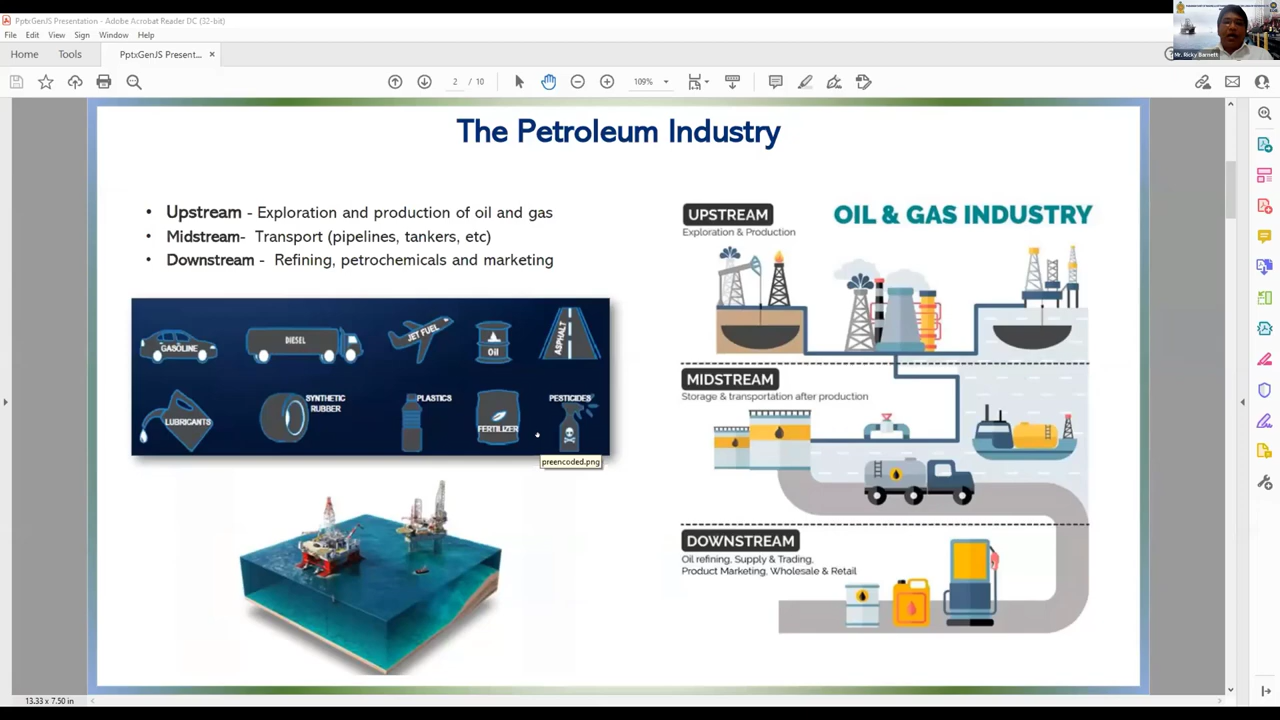 PptxGenJS Presentation - Adobe Acrobat Reader DC (32-bit)
File Edit View Sign Window Help
Home Tools PptxGenJS Present... ×
2 / 10 109%
Mr. Ricky Barnett
The Petroleum Industry
• Upstream - Exploration and production of oil and gas
• Midstream- Transport (pipelines, tankers, etc)
• Downstream - Refining, petrochemicals and marketing
GASOLINE DIESEL JET FUEL Oil ASPHALT
LUBRICANTS SYNTHETIC RUBBER PLASTICS FERTILIZER PESTICIDES
preencoded.png
OIL & GAS INDUSTRY
UPSTREAM
Exploration & Production
MIDSTREAM
Storage & transportation after production
DOWNSTREAM
Oil refining, Supply & Trading,
Product Marketing, Wholesale & Retail
13.33 x 7.50 in